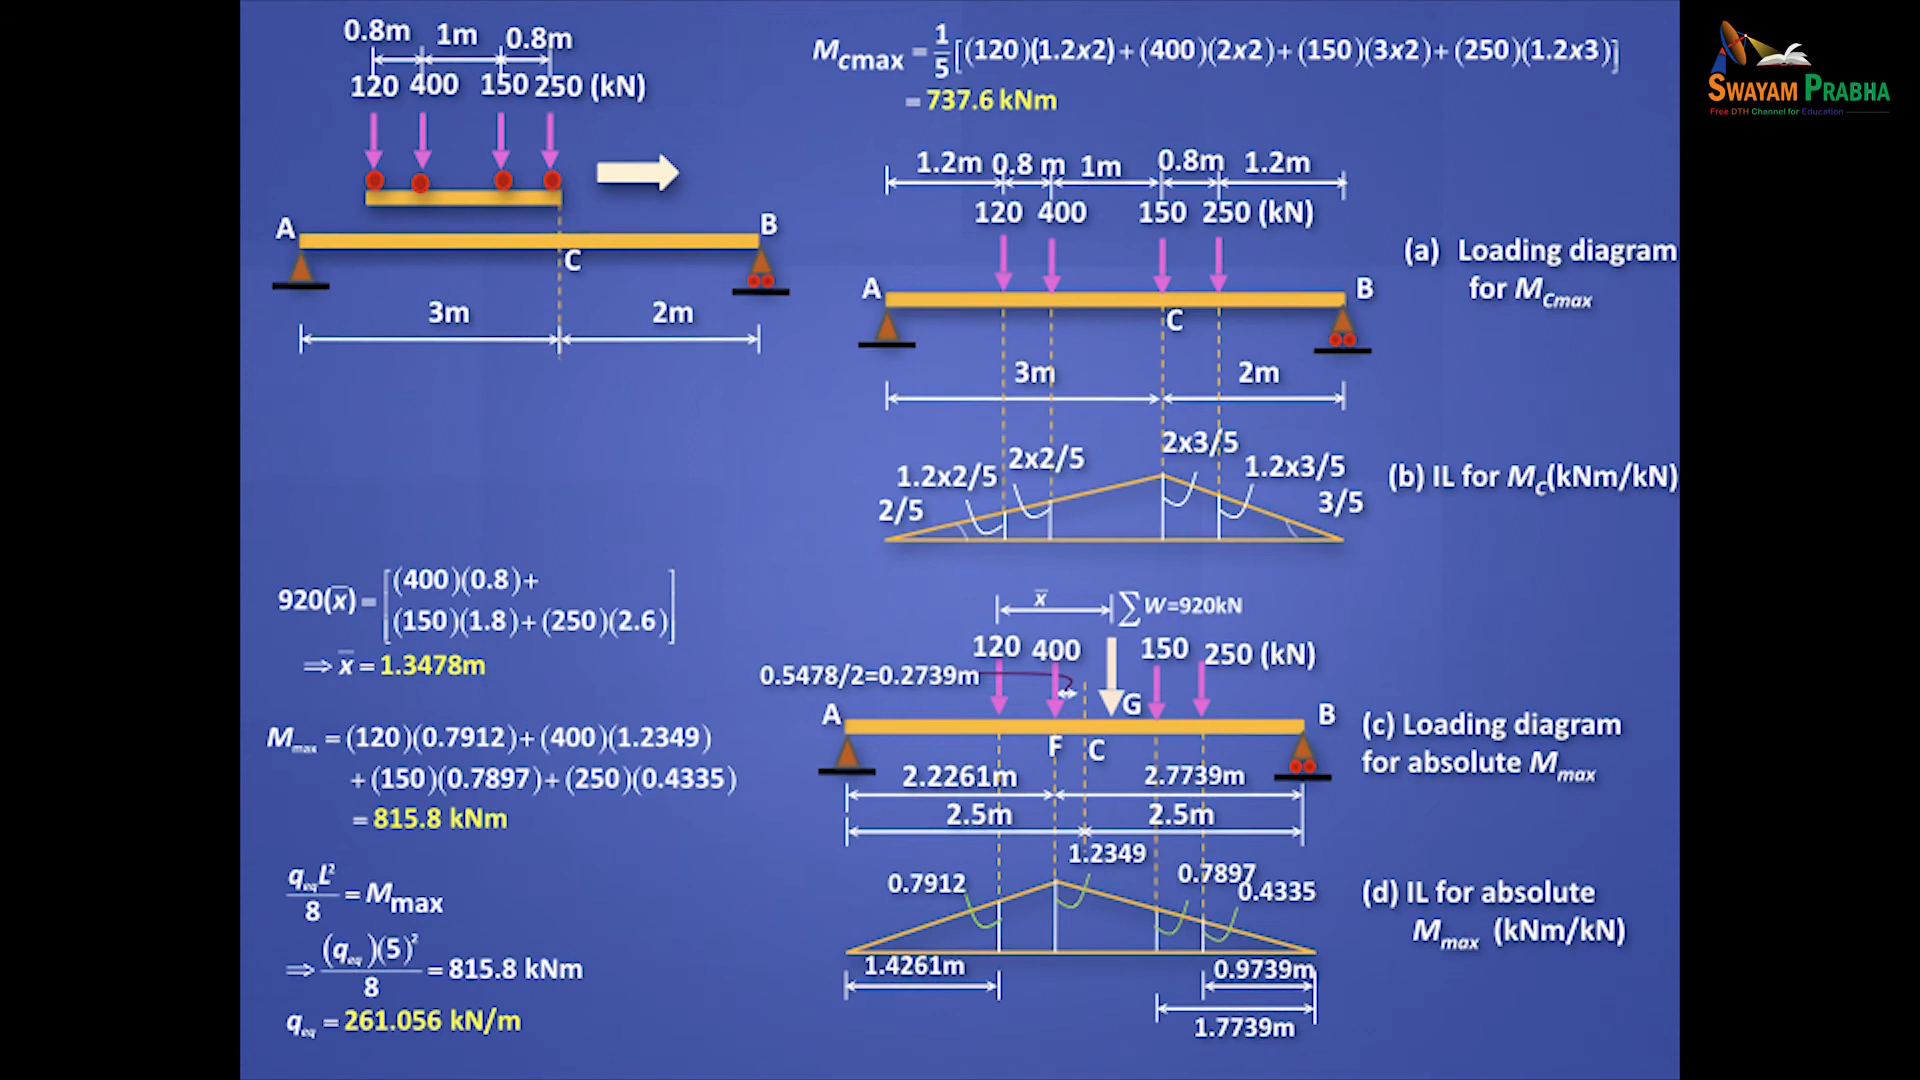 0.8m 1m 0.8m
120 400 150 250 (kN)
A B
C
3m 2m
M_Cmax = 1/5[(120)(1.2x2)+(400)(2x2)+(150)(3x2)+(250)(1.2x3)]
= 737.6 kNm
1.2m 0.8 m 1m 0.8m 1.2m
120 400 150 250 (kN)
A B
C
3m 2m
(a) Loading diagram
for M_Cmax
2/5 1.2x2/5 2x2/5 2x3/5 1.2x3/5 3/5
(b) IL for M_C(kNm/kN)
920(x̄) = [(400)(0.8)+
(150)(1.8)+(250)(2.6)]
⇒ x̄ = 1.3478m
M_max = (120)(0.7912)+(400)(1.2349)
+(150)(0.7897)+(250)(0.4335)
= 815.8 kNm
q_eq L²/8 = M_max
⇒ (q_eq)(5)²/8 = 815.8 kNm
q_eq = 261.056 kN/m
x̄ ∑W=920kN
120 400 150 250 (kN)
0.5478/2=0.2739m
A G B
F C
2.2261m 2.7739m
2.5m 2.5m
(c) Loading diagram
for absolute M_max
0.7912 1.2349 0.7897 0.4335
1.4261m 0.9739m
1.7739m
(d) IL for absolute
M_max (kNm/kN)
SWAYAM PRABHA
Free DTH Channel for Education